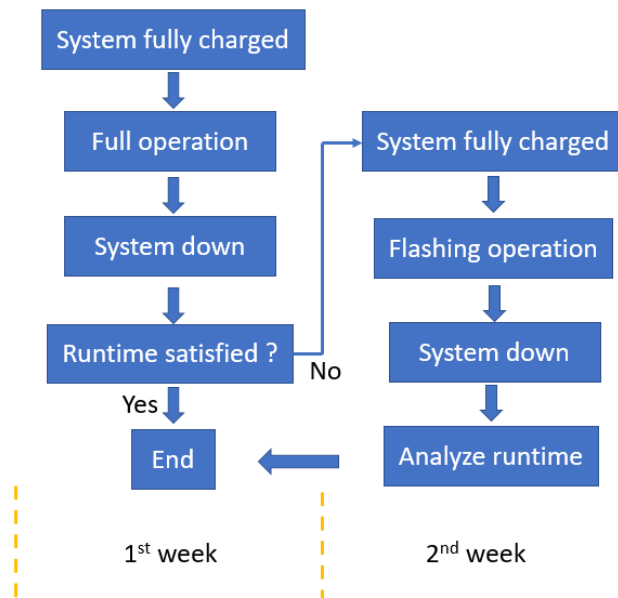 System fully charged
Full operation
System down
Runtime satisfied ?
Yes
No
End
System fully charged
Flashing operation
System down
Analyze runtime
1st week
2nd week